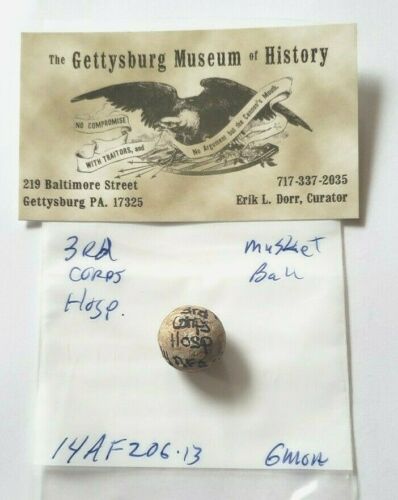 The Gettysburg Museum of History
NO COMPROMISE
WITH TRAITORS, and
No Argument but the Cannon's Mouth.
219 Baltimore Street
Gettysburg PA. 17325
717-337-2035
Erik L. Dorr, Curator
3RD
CORPS
Hosp.
musket
Ball
3rd
Corps
Hosp
14AF206.13